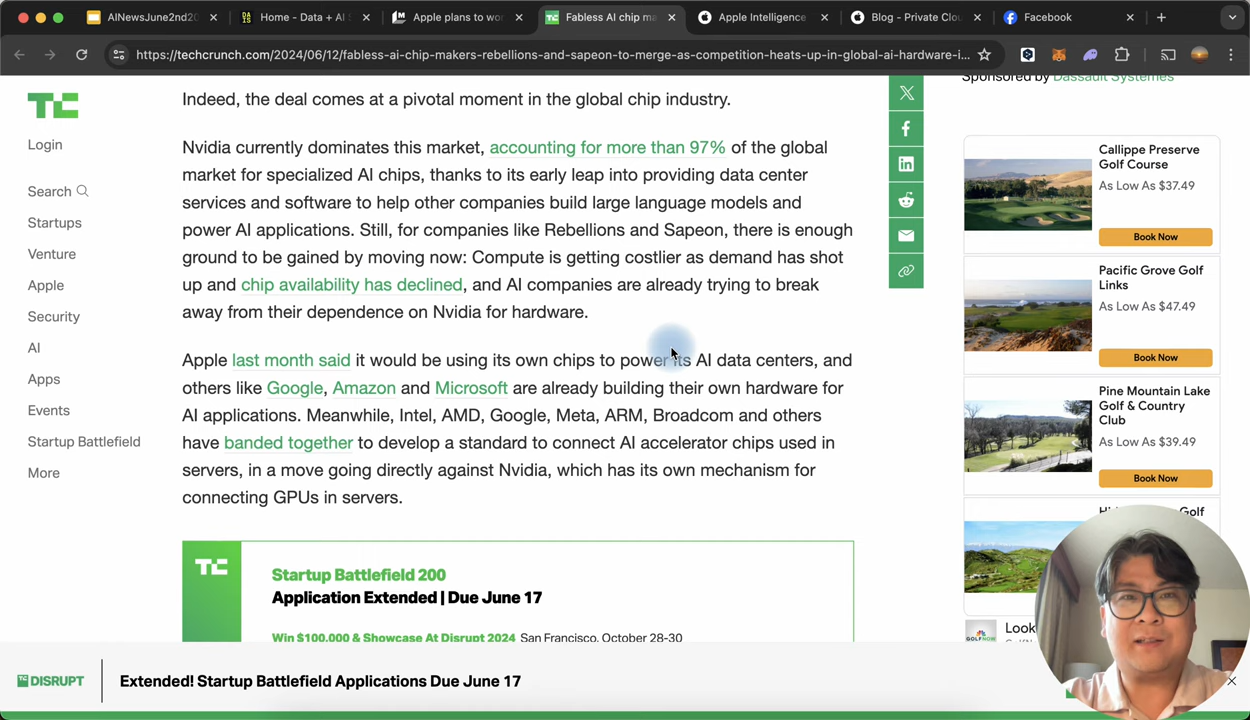 AINewsJune2nd20
Home - Data + AI S
Apple plans to wor
Fabless AI chip ma
Apple Intelligence
Blog - Private Clou
Facebook
https://techcrunch.com/2024/06/12/fabless-ai-chip-makers-rebellions-and-sapeon-to-merge-as-competition-heats-up-in-global-ai-hardware-i...
TC
Login
Search
Startups
Venture
Apple
Security
AI
Apps
Events
Startup Battlefield
More
Indeed, the deal comes at a pivotal moment in the global chip industry.
Nvidia currently dominates this market, accounting for more than 97% of the global
market for specialized AI chips, thanks to its early leap into providing data center
services and software to help other companies build large language models and
power AI applications. Still, for companies like Rebellions and Sapeon, there is enough
ground to be gained by moving now: Compute is getting costlier as demand has shot
up and chip availability has declined, and AI companies are already trying to break
away from their dependence on Nvidia for hardware.
Apple last month said it would be using its own chips to power its AI data centers, and
others like Google, Amazon and Microsoft are already building their own hardware for
AI applications. Meanwhile, Intel, AMD, Google, Meta, ARM, Broadcom and others
have banded together to develop a standard to connect AI accelerator chips used in
servers, in a move going directly against Nvidia, which has its own mechanism for
connecting GPUs in servers.
TC
Startup Battlefield 200
Application Extended | Due June 17
Win $100,000 & Showcase At Disrupt 2024 San Francisco, October 28-30
Sponsored by Dassault Systèmes
Callippe Preserve
Golf Course
As Low As $37.49
Book Now
Pacific Grove Golf
Links
As Low As $47.49
Book Now
Pine Mountain Lake
Golf & Country
Club
As Low As $39.49
Book Now
Golf
GOLFNOW
Look
TC DISRUPT
Extended! Startup Battlefield Applications Due June 17